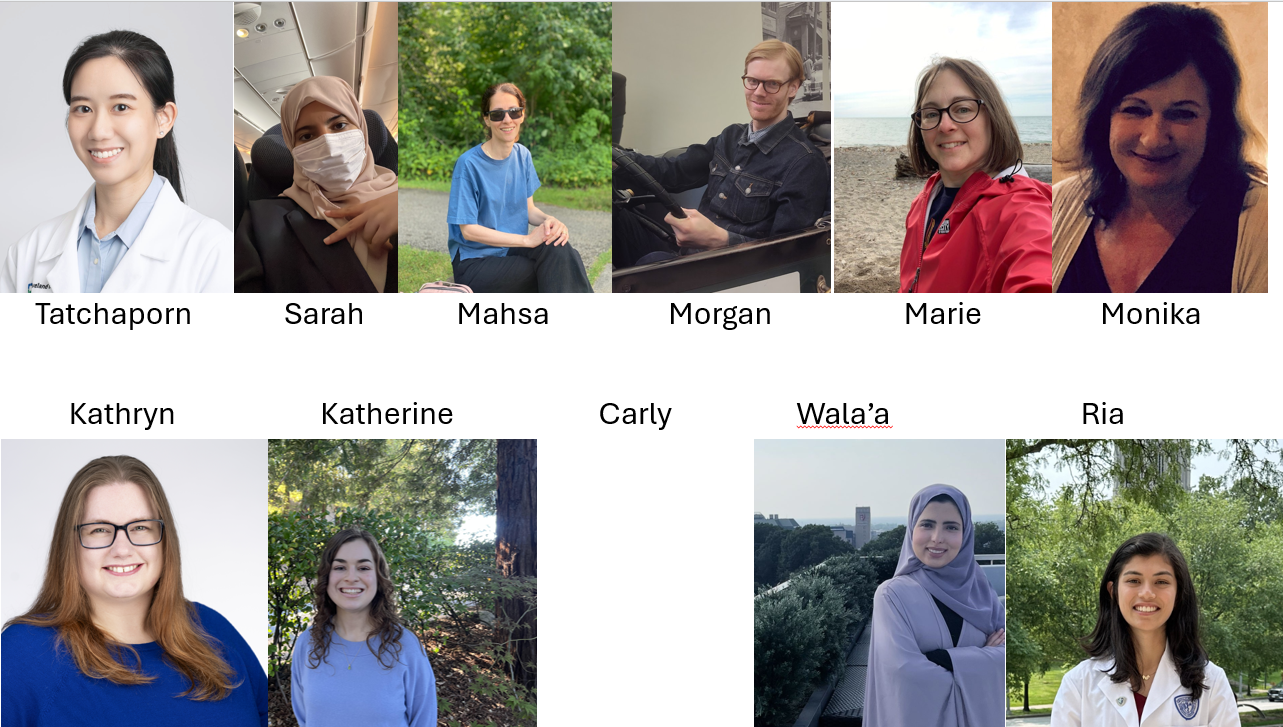 Tatchaporn
Sarah
Mahsa
Morgan
Marie
Monika
Kathryn
Katherine
Carly
Wala’a
Ria